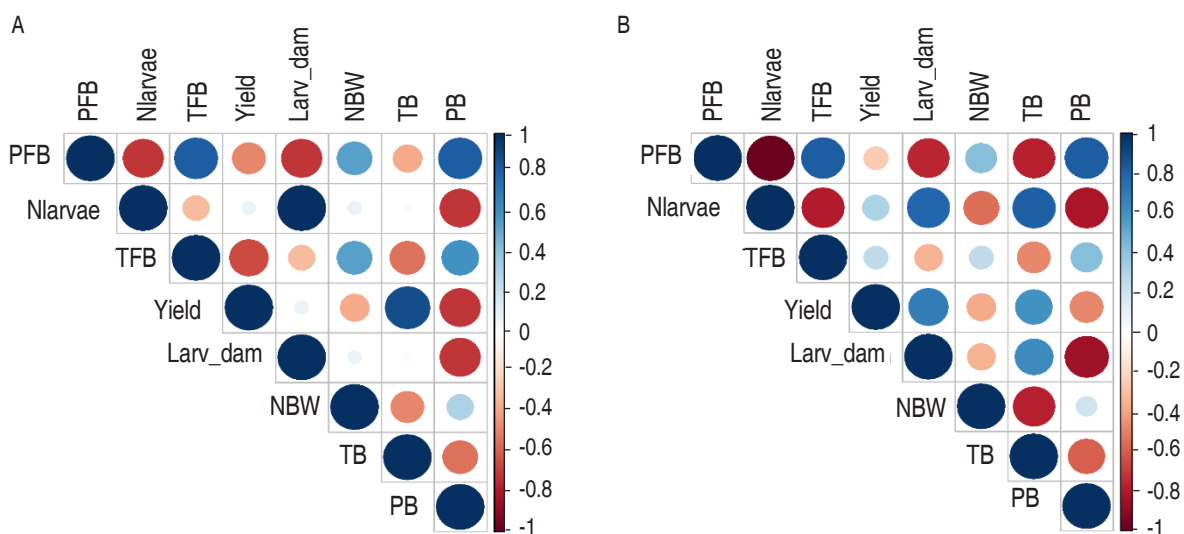 A
PFB
Nlarvae
TFB
Yield
Larv_dam
NBW
TB
PB
PFB
Nlarvae
TFB
Yield
Larv_dam
NBW
TB
PB
1
0.8
0.6
0.4
0.2
0
-0.2
-0.4
-0.6
-0.8
-1
B
PFB
Nlarvae
TFB
Yield
Larv_dam
NBW
TB
PB
PFB
Nlarvae
TFB
Yield
Larv_dam
NBW
TB
PB
1
0.8
0.6
0.4
0.2
0
-0.2
-0.4
-0.6
-0.8
-1